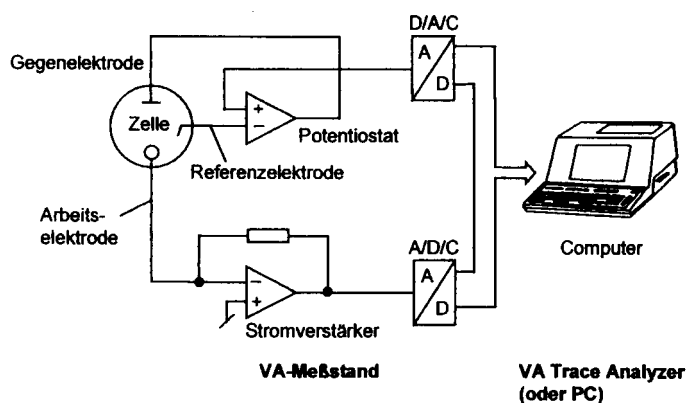 D/A/C
Gegenelektrode
A
D
Zelle
+
−
Potentiostat
Referenzelektrode
Arbeits-
elektrode
Computer
A/D/C
A
D
−
+
Stromverstärker
VA-Meßstand
VA Trace Analyzer
(oder PC)